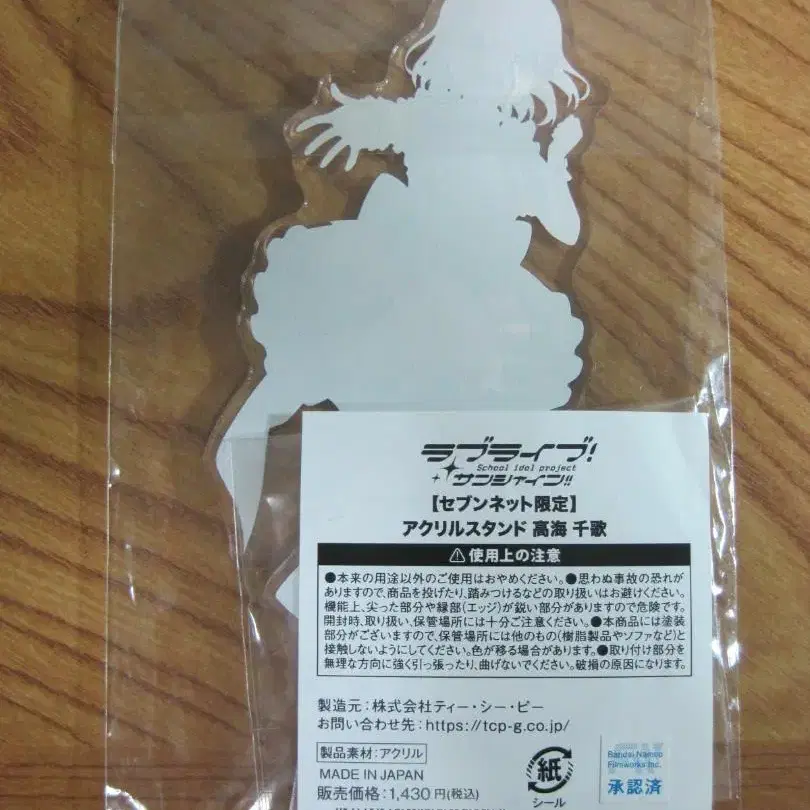 ラブライブ!
School idol project
サンシャイン!!
【セブンネット限定】
アクリルスタンド 高海 千歌
⚠使用上の注意
●本来の用途以外のご使用はおやめください。●思わぬ事故の恐れが
ありますので、商品を投げたり、踏みつけるなどの取り扱いはお避けください。
機能上、尖った部分や縁部(エッジ)が鋭い部分がありますので危険です。
開封時、取り扱い、保管場所には十分ご注意ください。●本商品には塗装
部分がございますので、保管場所には他のもの(樹脂製品やソファなど)と
接触しないようにしてください。色が移る場合があります。●取り付け部分を
無理な方向に強く引っ張ったり、曲げないでください。破損の原因になります。
製造元:株式会社ティー・シー・ピー
お問い合わせ先:https://tcp-g.co.jp/
製品素材:アクリル
MADE IN JAPAN
販売価格:1,430円(税込)
紙
シール
Bandai Namco
Filmworks Inc.
承認済